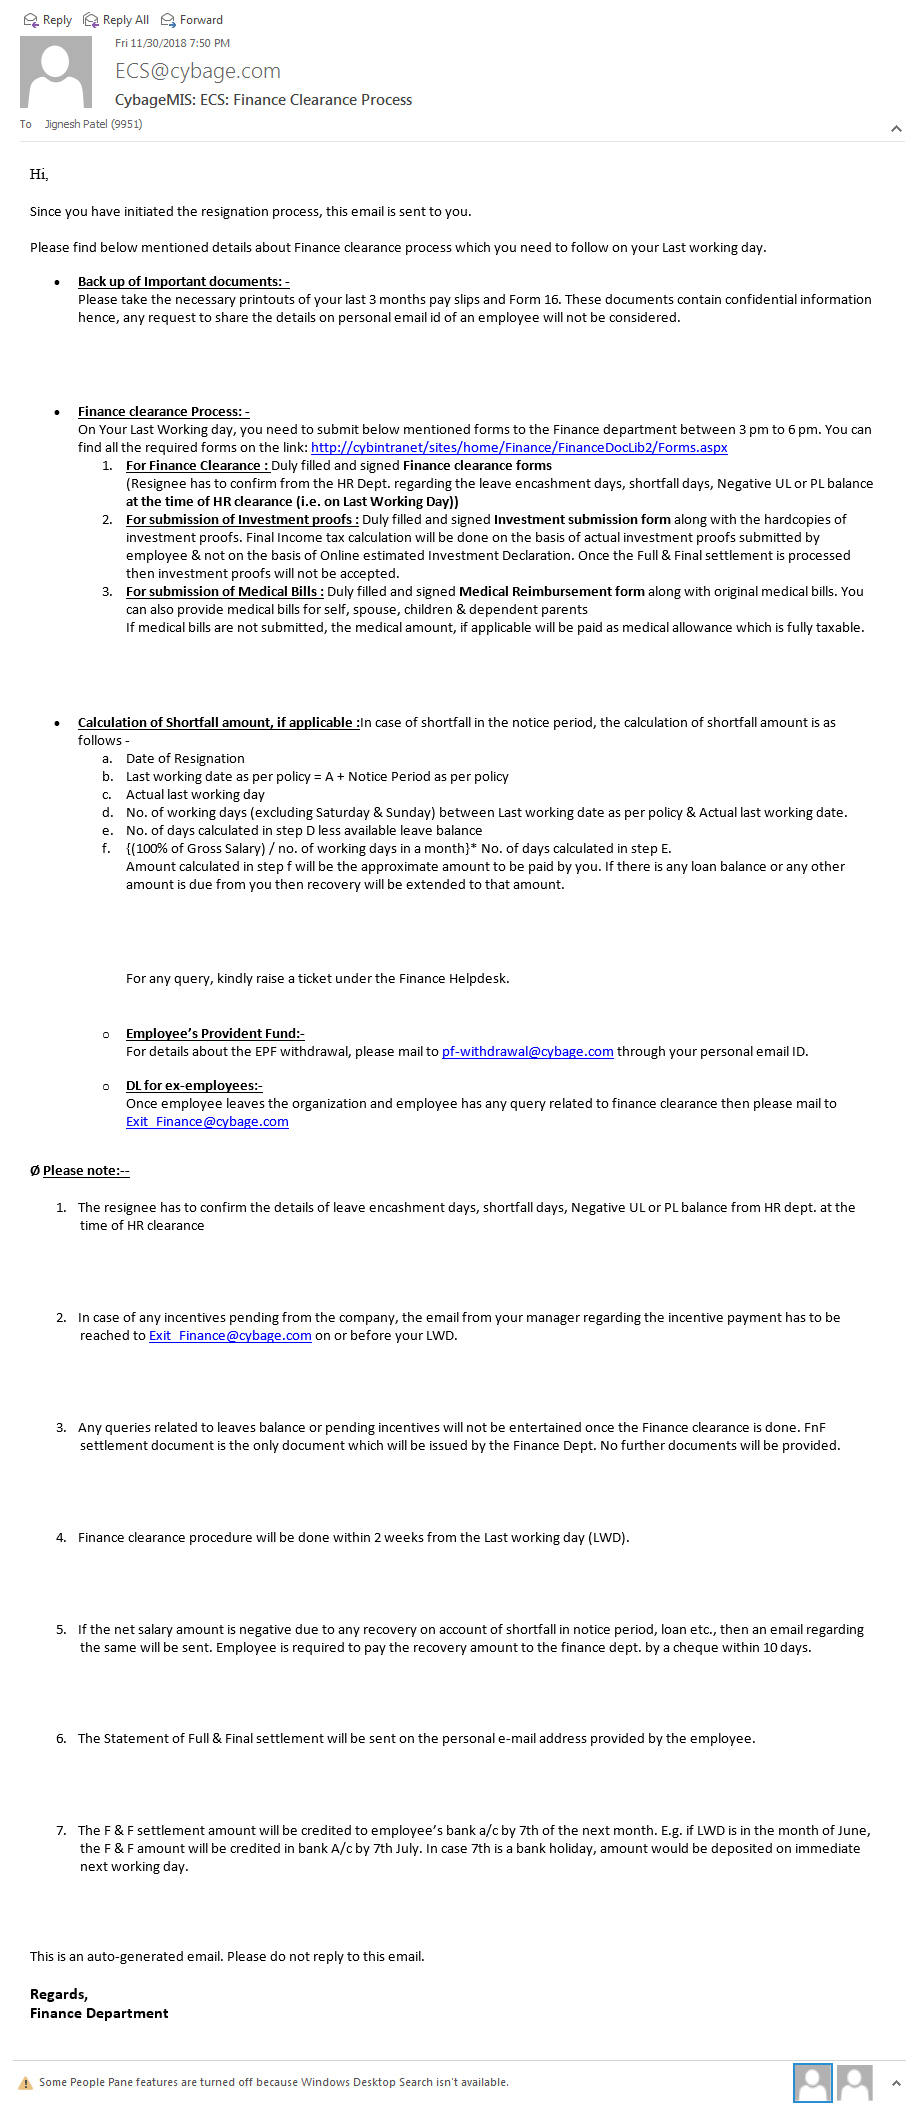 Reply Reply All Forward
Fri 11/30/2018 7:50 PM
ECS@cybage.com
CybageMIS: ECS: Finance Clearance Process
To Jignesh Patel (9951)
Hi,
Since you have initiated the resignation process, this email is sent to you.
Please find below mentioned details about Finance clearance process which you need to follow on your Last working day.
• Back up of Important documents: -
Please take the necessary printouts of your last 3 months pay slips and Form 16. These documents contain confidential information
hence, any request to share the details on personal email id of an employee will not be considered.
• Finance clearance Process: -
On Your Last Working day, you need to submit below mentioned forms to the Finance department between 3 pm to 6 pm. You can
find all the required forms on the link: http://cybintranet/sites/home/Finance/FinanceDocLib2/Forms.aspx
1. For Finance Clearance : Duly filled and signed Finance clearance forms
(Resignee has to confirm from the HR Dept. regarding the leave encashment days, shortfall days, Negative UL or PL balance
at the time of HR clearance (i.e. on Last Working Day))
2. For submission of Investment proofs : Duly filled and signed Investment submission form along with the hardcopies of
investment proofs. Final Income tax calculation will be done on the basis of actual investment proofs submitted by
employee & not on the basis of Online estimated Investment Declaration. Once the Full & Final settlement is processed
then investment proofs will not be accepted.
3. For submission of Medical Bills : Duly filled and signed Medical Reimbursement form along with original medical bills. You
can also provide medical bills for self, spouse, children & dependent parents
If medical bills are not submitted, the medical amount, if applicable will be paid as medical allowance which is fully taxable.
• Calculation of Shortfall amount, if applicable :In case of shortfall in the notice period, the calculation of shortfall amount is as
follows -
a. Date of Resignation
b. Last working date as per policy = A + Notice Period as per policy
c. Actual last working day
d. No. of working days (excluding Saturday & Sunday) between Last working date as per policy & Actual last working date.
e. No. of days calculated in step D less available leave balance
f. {(100% of Gross Salary) / no. of working days in a month}* No. of days calculated in step E.
Amount calculated in step f will be the approximate amount to be paid by you. If there is any loan balance or any other
amount is due from you then recovery will be extended to that amount.
For any query, kindly raise a ticket under the Finance Helpdesk.
o Employee’s Provident Fund:-
For details about the EPF withdrawal, please mail to pf-withdrawal@cybage.com through your personal email ID.
o DL for ex-employees:-
Once employee leaves the organization and employee has any query related to finance clearance then please mail to
Exit_Finance@cybage.com
Ø Please note:--
1. The resignee has to confirm the details of leave encashment days, shortfall days, Negative UL or PL balance from HR dept. at the
time of HR clearance
2. In case of any incentives pending from the company, the email from your manager regarding the incentive payment has to be
reached to Exit_Finance@cybage.com on or before your LWD.
3. Any queries related to leaves balance or pending incentives will not be entertained once the Finance clearance is done. FnF
settlement document is the only document which will be issued by the Finance Dept. No further documents will be provided.
4. Finance clearance procedure will be done within 2 weeks from the Last working day (LWD).
5. If the net salary amount is negative due to any recovery on account of shortfall in notice period, loan etc., then an email regarding
the same will be sent. Employee is required to pay the recovery amount to the finance dept. by a cheque within 10 days.
6. The Statement of Full & Final settlement will be sent on the personal e-mail address provided by the employee.
7. The F & F settlement amount will be credited to employee’s bank a/c by 7th of the next month. E.g. if LWD is in the month of June,
the F & F amount will be credited in bank A/c by 7th July. In case 7th is a bank holiday, amount would be deposited on immediate
next working day.
This is an auto-generated email. Please do not reply to this email.
Regards,
Finance Department
Some People Pane features are turned off because Windows Desktop Search isn't available.